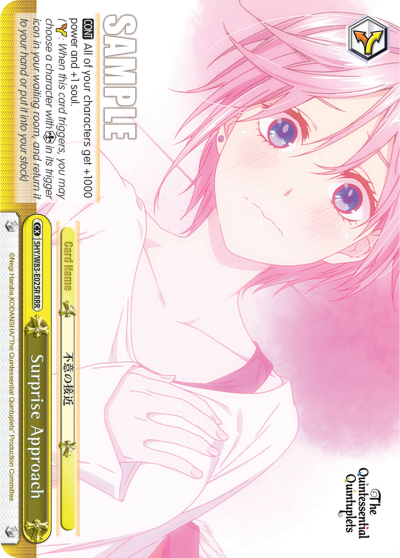 SAMPLE
CONT All of your characters get +1000
power and +1 soul.
( : When this card triggers, you may
choose a character with in its trigger
icon in your waiting room, and return it
to your hand or put it into your stock)
The
Quintessential
Quintuplets
Card Name
不意の接近
CX
5HY/W83-E025R RRR
Surprise Approach
©Negi Haruba,KODANSHA/"The Quintessential Quintuplets" Production Committee.